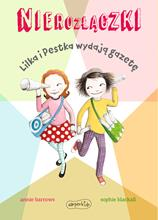 NIEROZŁĄCZKI
Lilka i Pestka wydają gazetę
annie barrows
sophie blackall